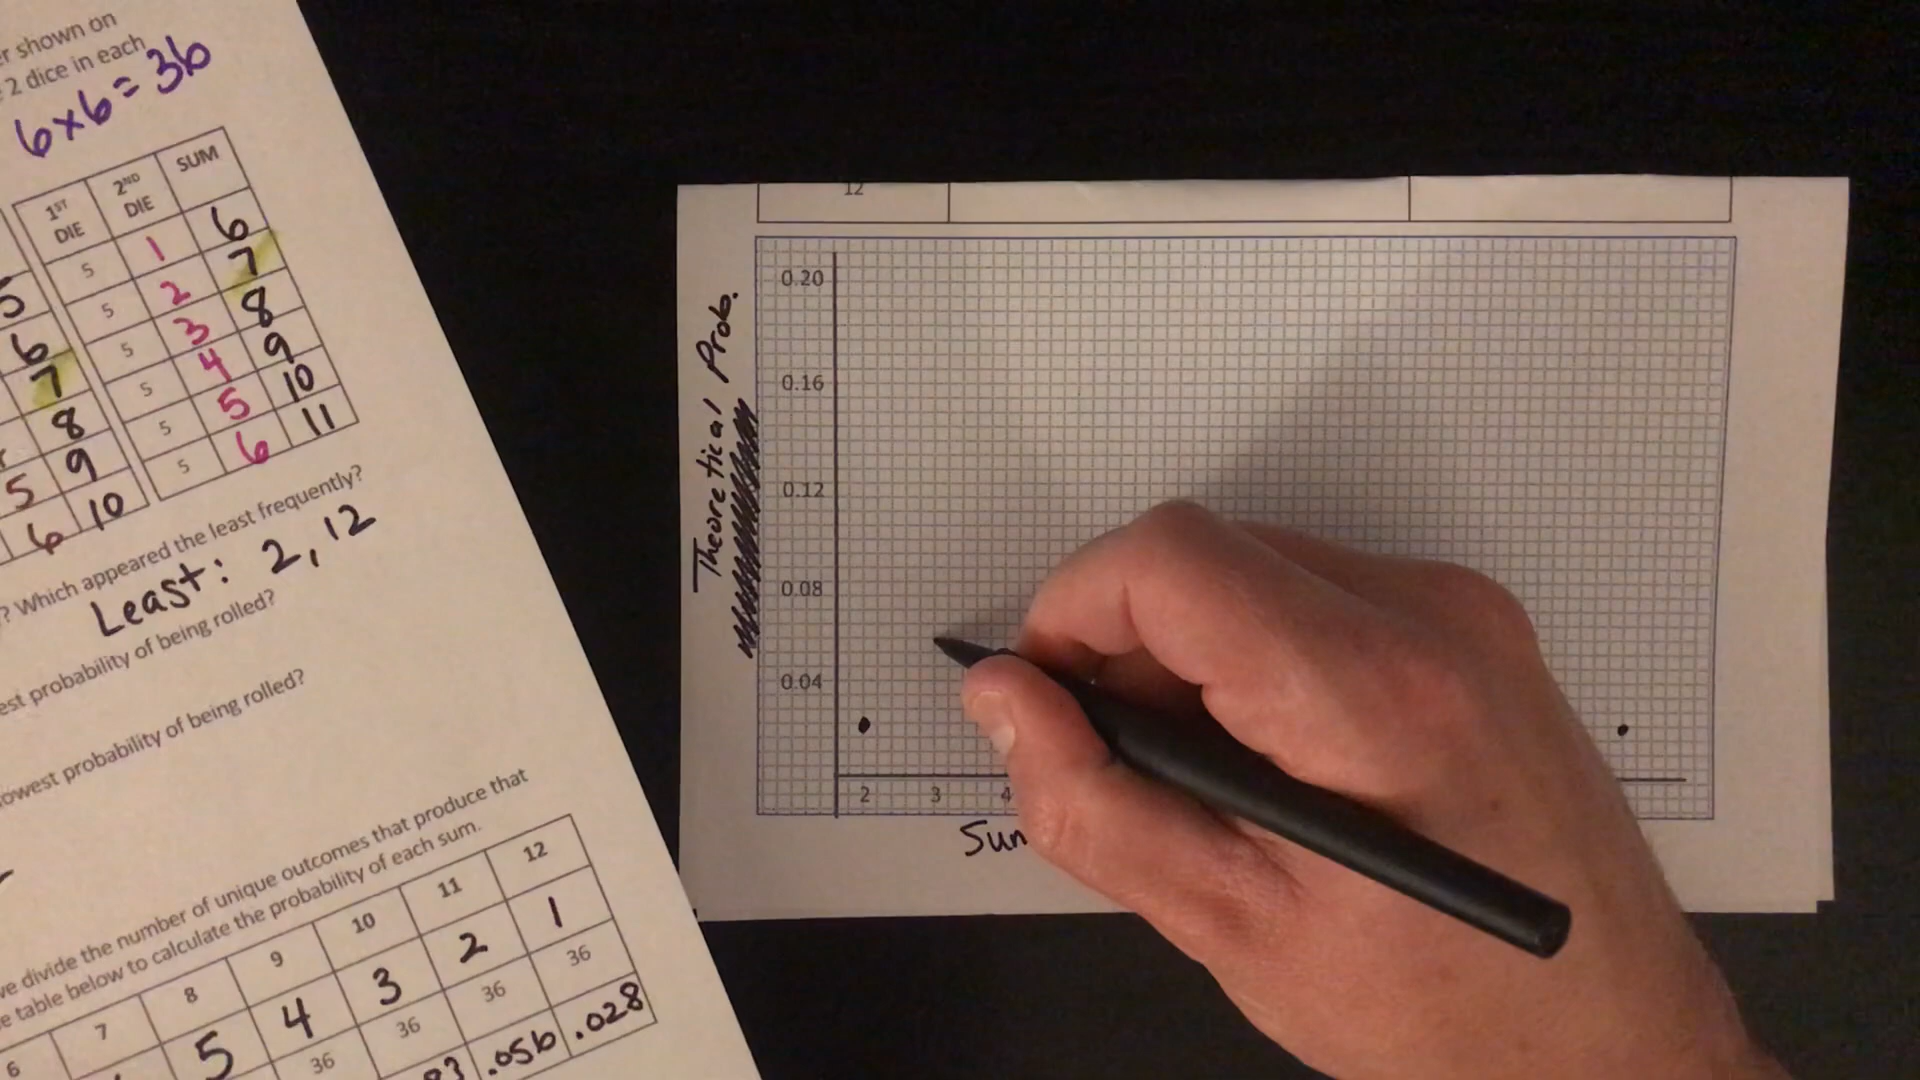 shown on
2 dice in each
6x6=36
1ST DIE 2ND DIE SUM
5 1 6
5 2 7
5 3 8
5 4 9
5 5 10
5 6 11
5
6
7
8
9
5 10
6
? Which appeared the least frequently?
Least: 2, 12
probability of being rolled?
probability of being rolled?
divide the number of unique outcomes that produce that
table below to calculate the probability of each sum.
6 7 8 9 10 11 12
5 4 3 2 1
36 36 36 36
.056 .028
12
Theoretical Prob.
0.20
0.16
0.12
0.08
0.04
2 3 4